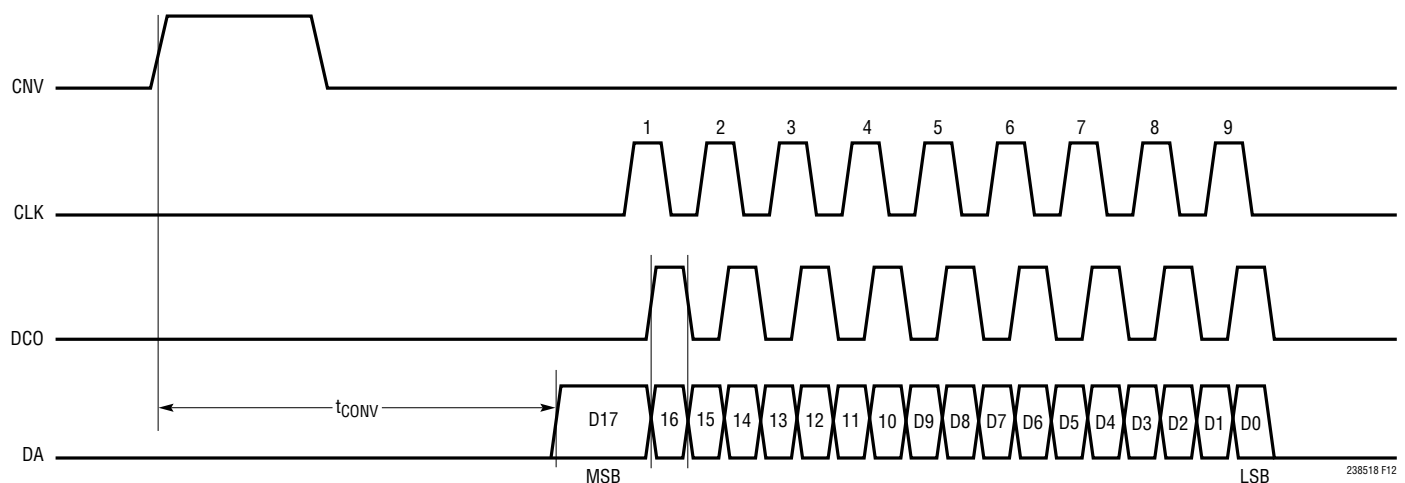 CNV
1 2 3 4 5 6 7 8 9
CLK
DCO
tCONV
D17 16 15 14 13 12 11 10 D9 D8 D7 D6 D5 D4 D3 D2 D1 D0
DA
MSB LSB
238518 F12